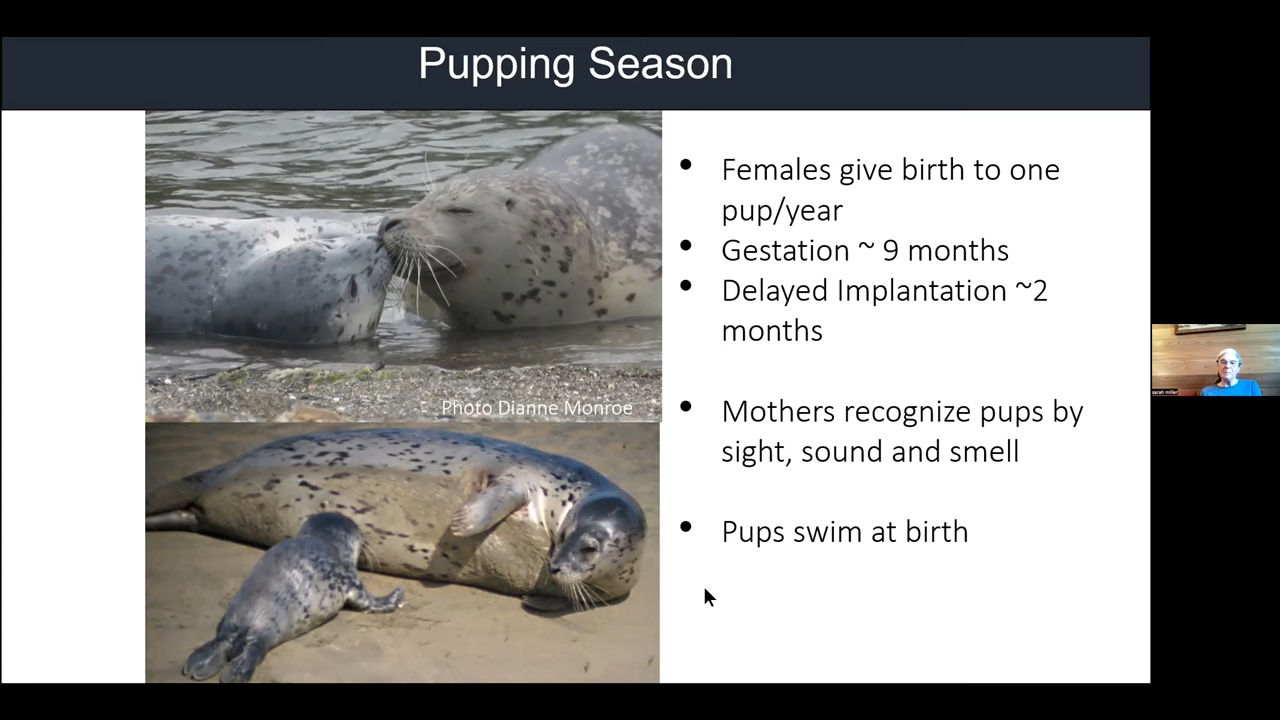 Pupping Season
• Females give birth to one
pup/year
• Gestation ~ 9 months
• Delayed Implantation ~2
months
• Mothers recognize pups by
sight, sound and smell
• Pups swim at birth
Photo Dianne Monroe
sarah miller